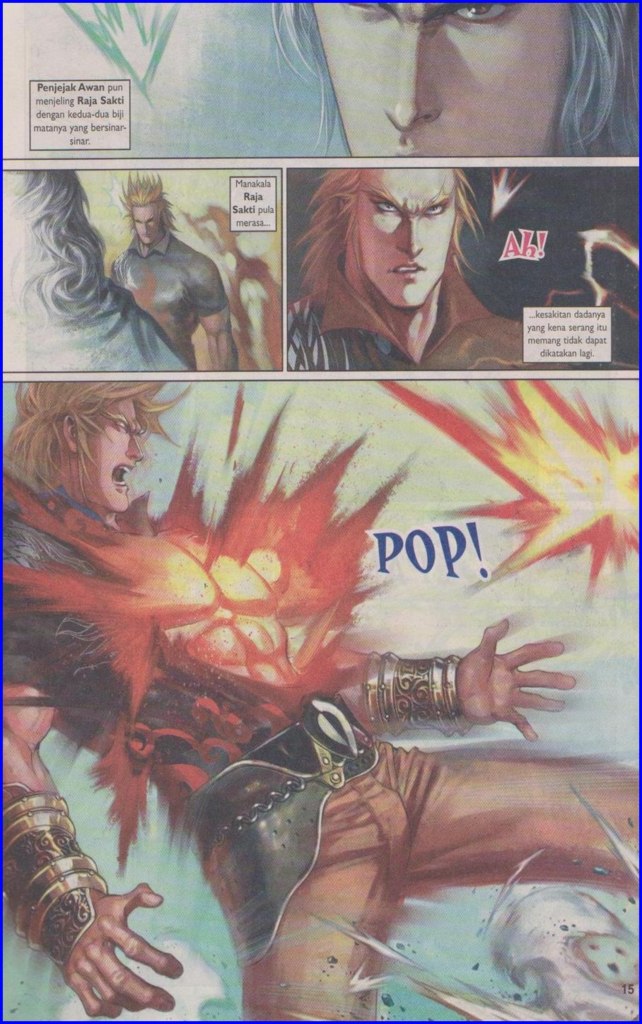 Penjejak Awan pun
menjeling Raja Sakti
dengan kedua-dua biji
matanya yang bersinar-
sinar.
Manakala
Raja
Sakti pula
merasa...
Ah!
...kesakitan dadanya
yang kena serang itu
memang tidak dapat
dikatakan lagi.
POP!
15